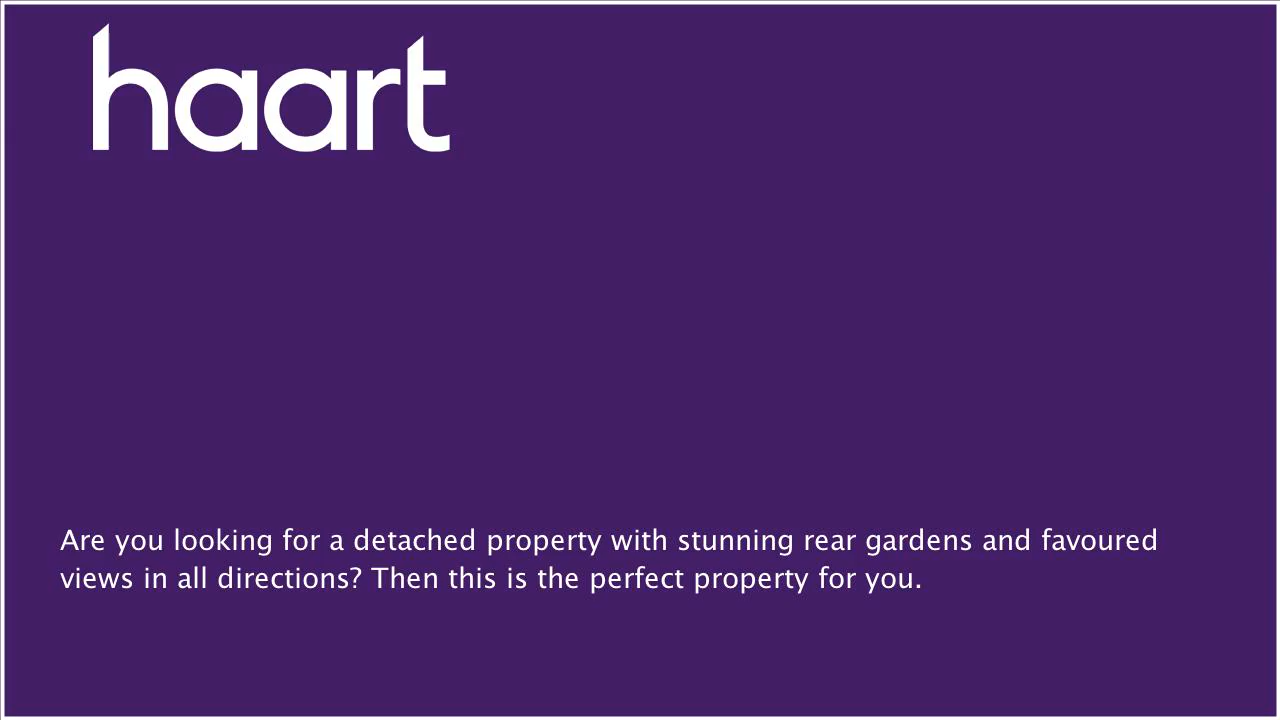 haart
Are you looking for a detached property with stunning rear gardens and favoured
views in all directions? Then this is the perfect property for you.